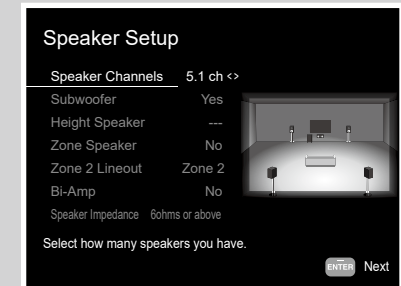 Speaker Setup
Speaker Channels 5.1 ch <>
Subwoofer Yes
Height Speaker ---
Zone Speaker No
Zone 2 Lineout Zone 2
Bi-Amp No
Speaker Impedance 6ohms or above
Select how many speakers you have.
ENTER Next